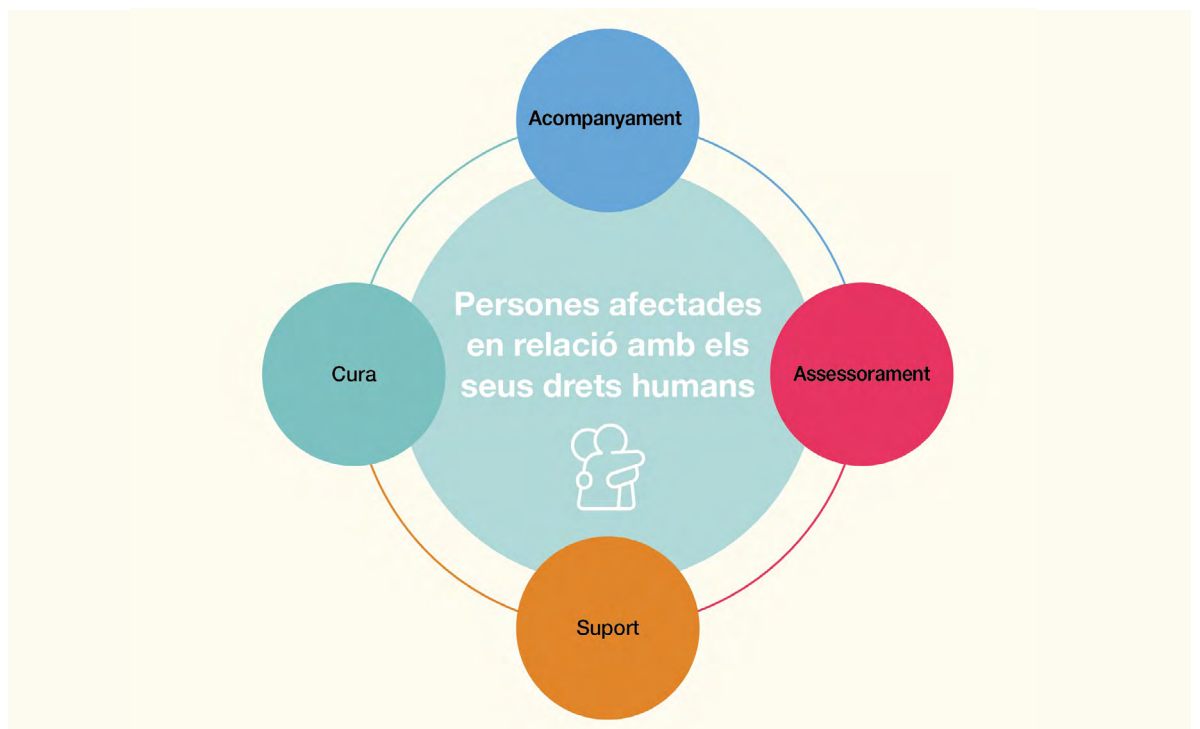 Acompanyament
Persones afectades
en relació amb els
seus drets humans
Cura
Assessorament
Suport